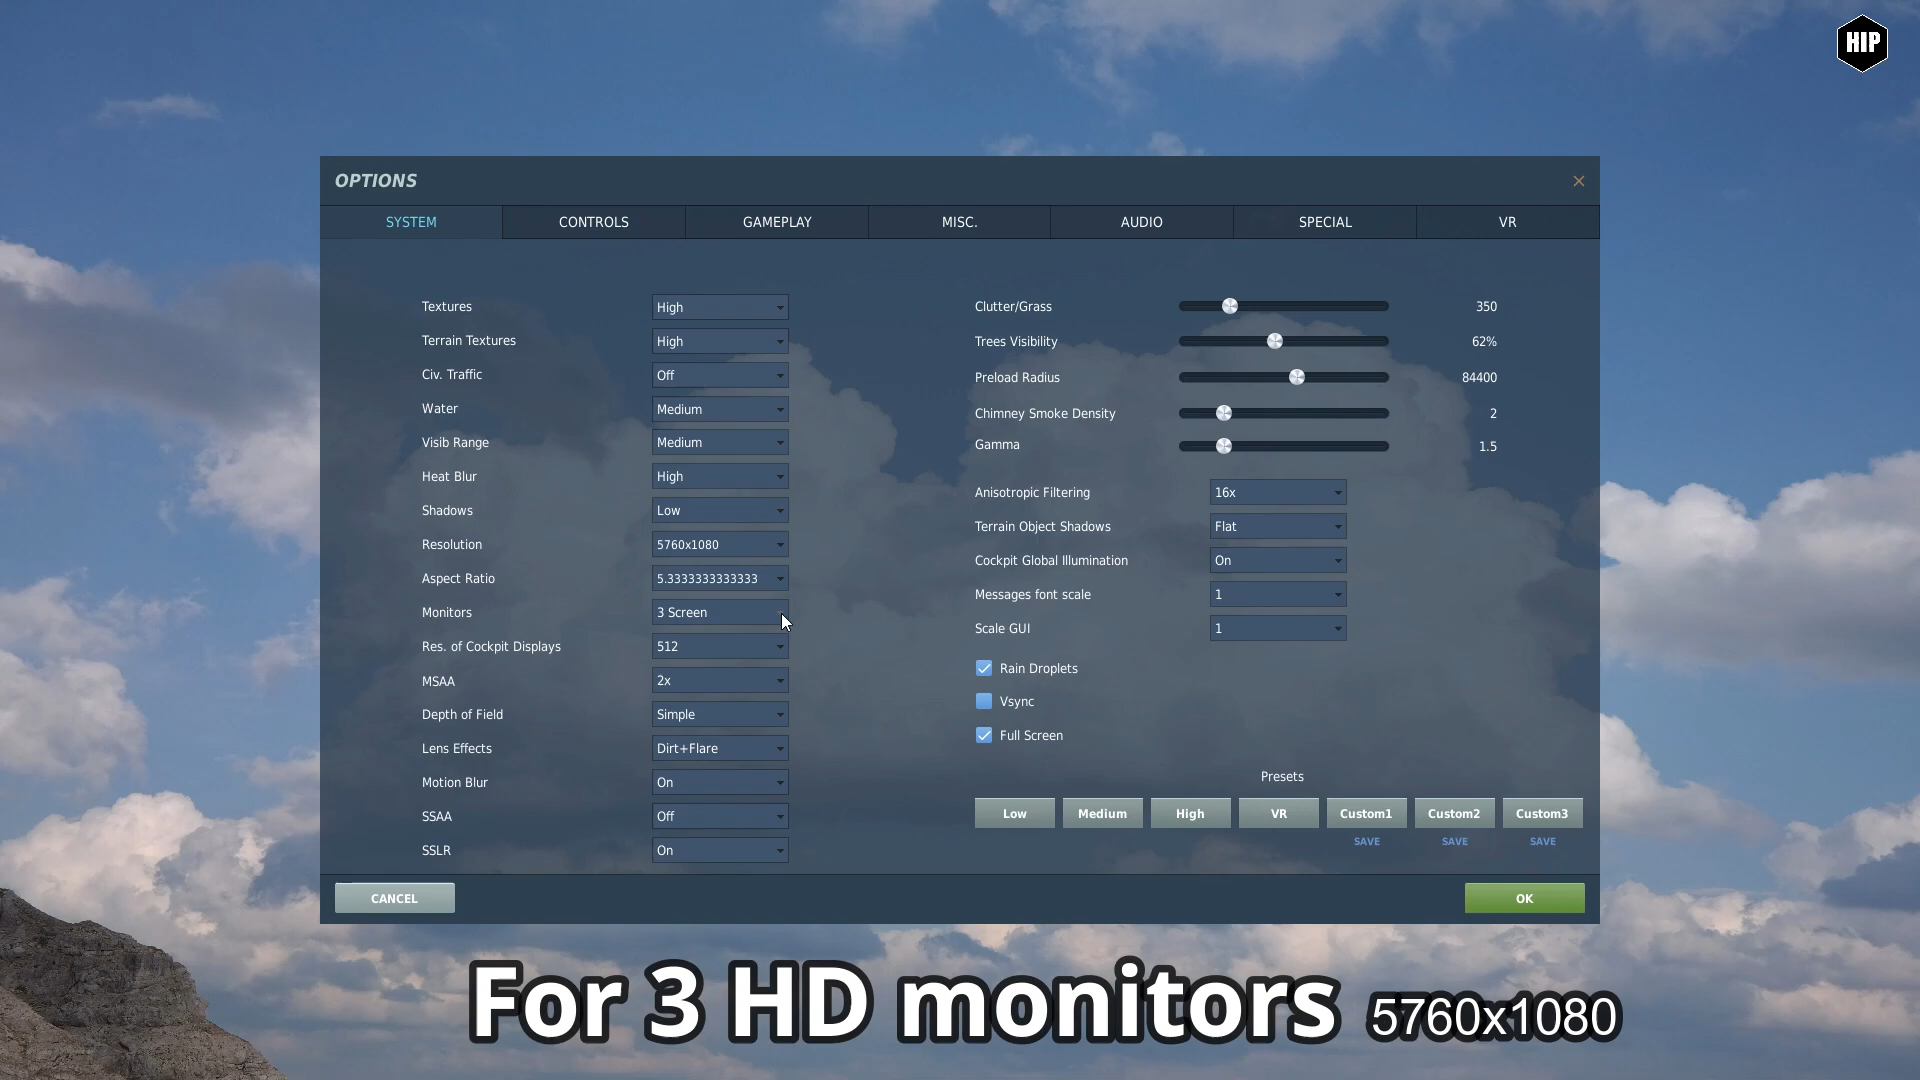 HIP
OPTIONS
SYSTEM CONTROLS GAMEPLAY MISC. AUDIO SPECIAL VR
Textures High
Terrain Textures High
Civ. Traffic Off
Water Medium
Visib Range Medium
Heat Blur High
Shadows Low
Resolution 5760x1080
Aspect Ratio 5.3333333333333
Monitors 3 Screen
Res. of Cockpit Displays 512
MSAA 2x
Depth of Field Simple
Lens Effects Dirt+Flare
Motion Blur On
SSAA Off
SSLR On
Clutter/Grass 350
Trees Visibility 62%
Preload Radius 84400
Chimney Smoke Density 2
Gamma 1.5
Anisotropic Filtering 16x
Terrain Object Shadows Flat
Cockpit Global Illumination On
Messages font scale 1
Scale GUI 1
Rain Droplets
Vsync
Full Screen
Presets
Low Medium High VR Custom1 Custom2 Custom3
SAVE SAVE SAVE
CANCEL OK
For 3 HD monitors 5760x1080